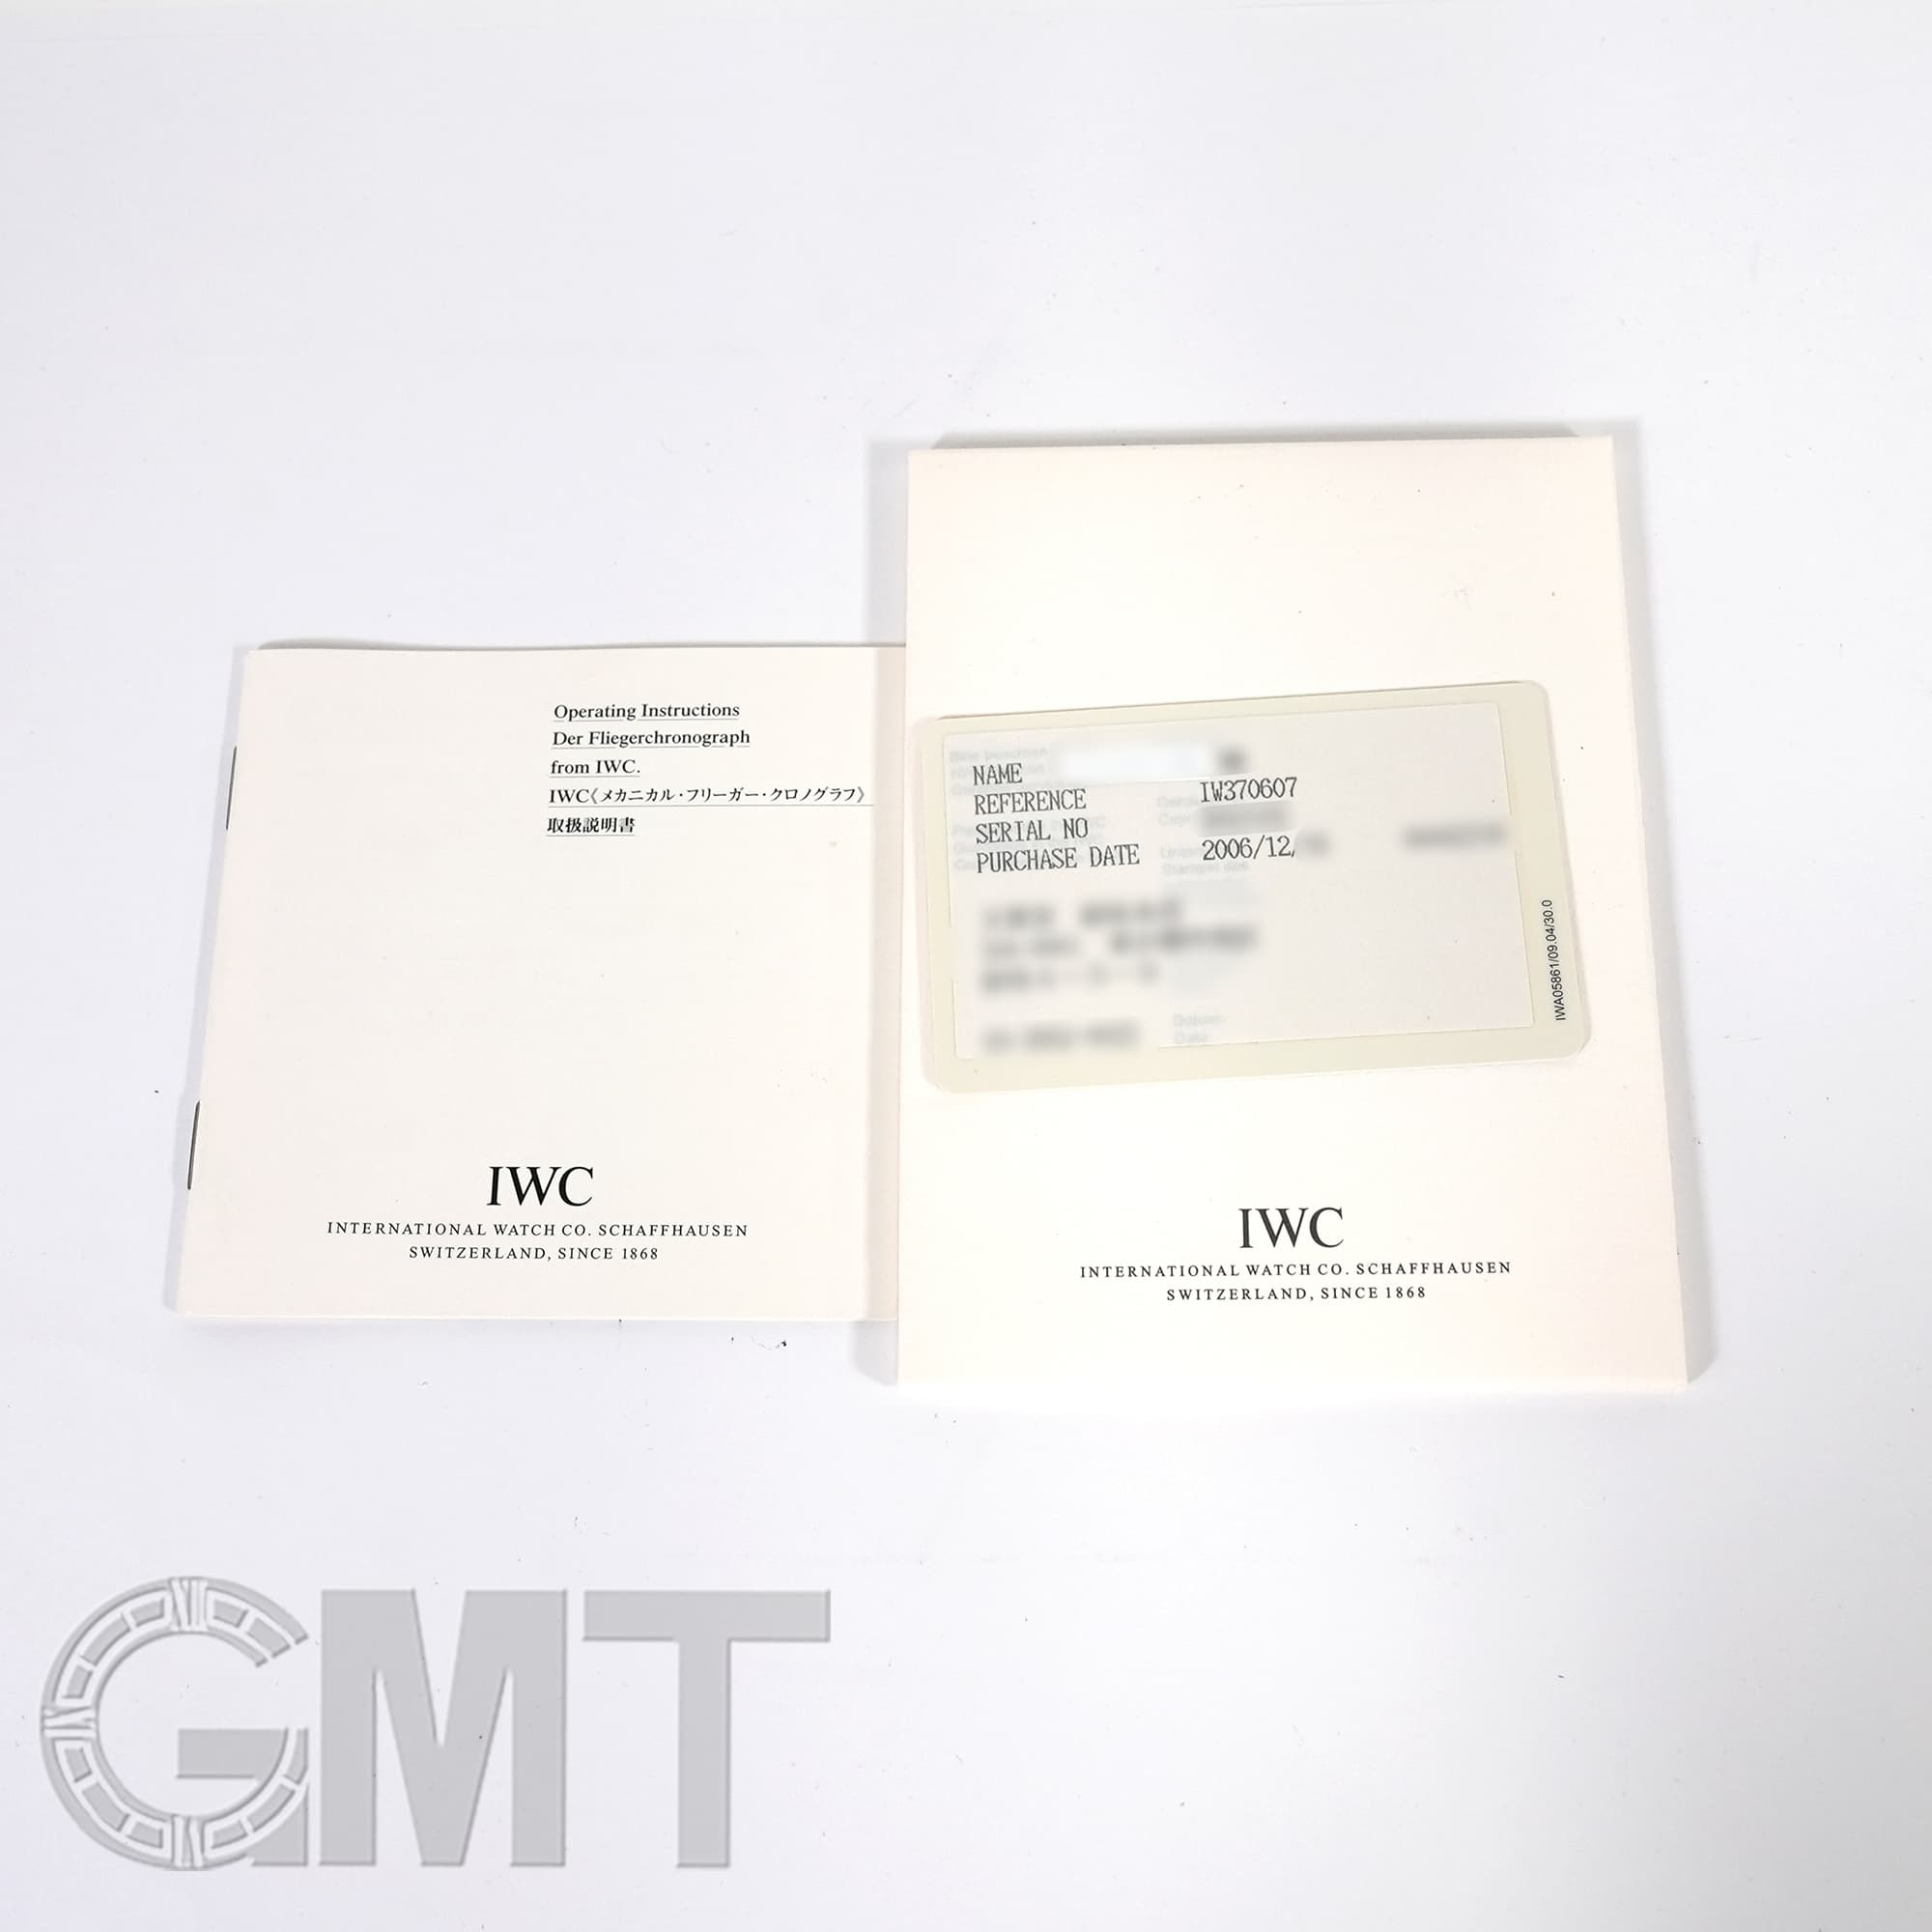 Operating Instructions
Der Fliegerchronograph
from IWC.
IWC《メカニカル・フリーガー・クロノグラフ》
取扱説明書
IWC
INTERNATIONAL WATCH CO. SCHAFFHAUSEN
SWITZERLAND, SINCE 1868
NAME
REFERENCE IW370607
SERIAL NO
PURCHASE DATE 2006/12/
IWA05861/09.04/30.0
IWC
INTERNATIONAL WATCH CO. SCHAFFHAUSEN
SWITZERLAND, SINCE 1868
GMT